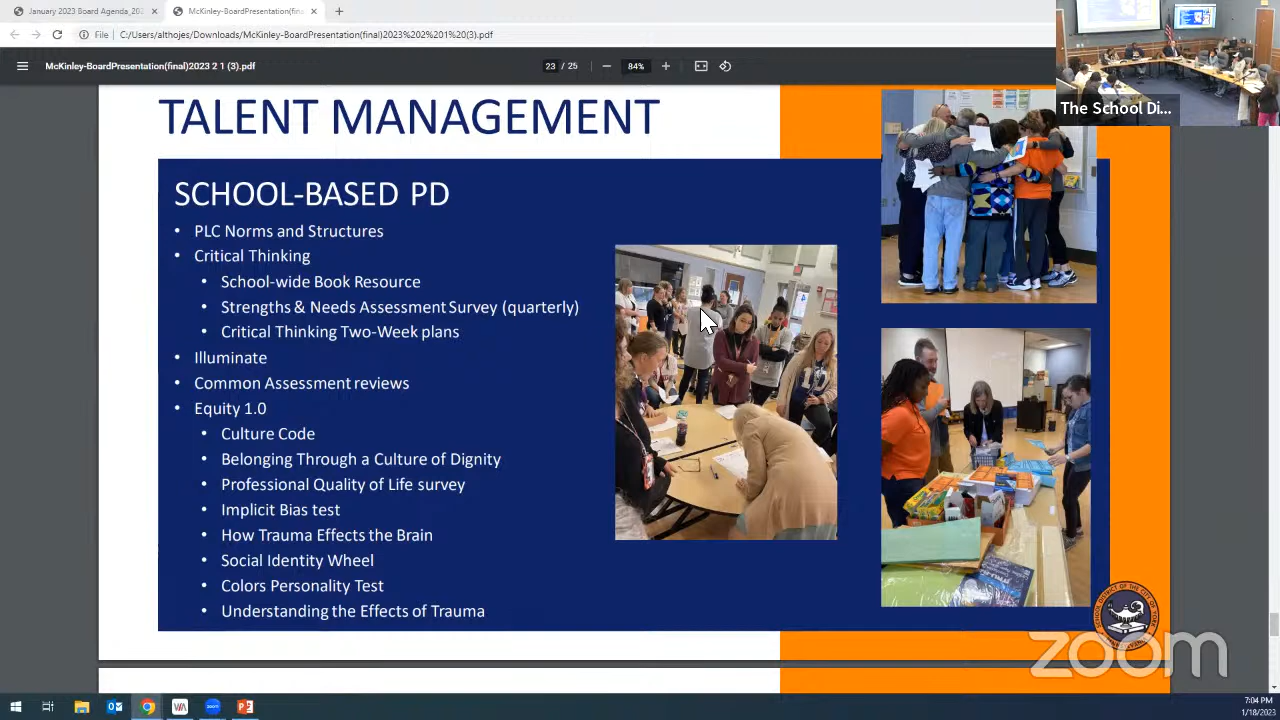 January 2023 Board Agenda_202
McKinley-BoardPresentation(fina
File
C:/Users/althojes/Downloads/McKinley-BoardPresentation(final)2023%202%201%20(3).pdf
McKinley-BoardPresentation(final)2023 2 1 (3).pdf
23 / 25
84%
The School Di...
TALENT MANAGEMENT
SCHOOL-BASED PD
• PLC Norms and Structures
• Critical Thinking
• School-wide Book Resource
• Strengths & Needs Assessment Survey (quarterly)
• Critical Thinking Two-Week plans
• Illuminate
• Common Assessment reviews
• Equity 1.0
• Culture Code
• Belonging Through a Culture of Dignity
• Professional Quality of Life survey
• Implicit Bias test
• How Trauma Effects the Brain
• Social Identity Wheel
• Colors Personality Test
• Understanding the Effects of Trauma
zoom
7:04 PM
1/18/2023